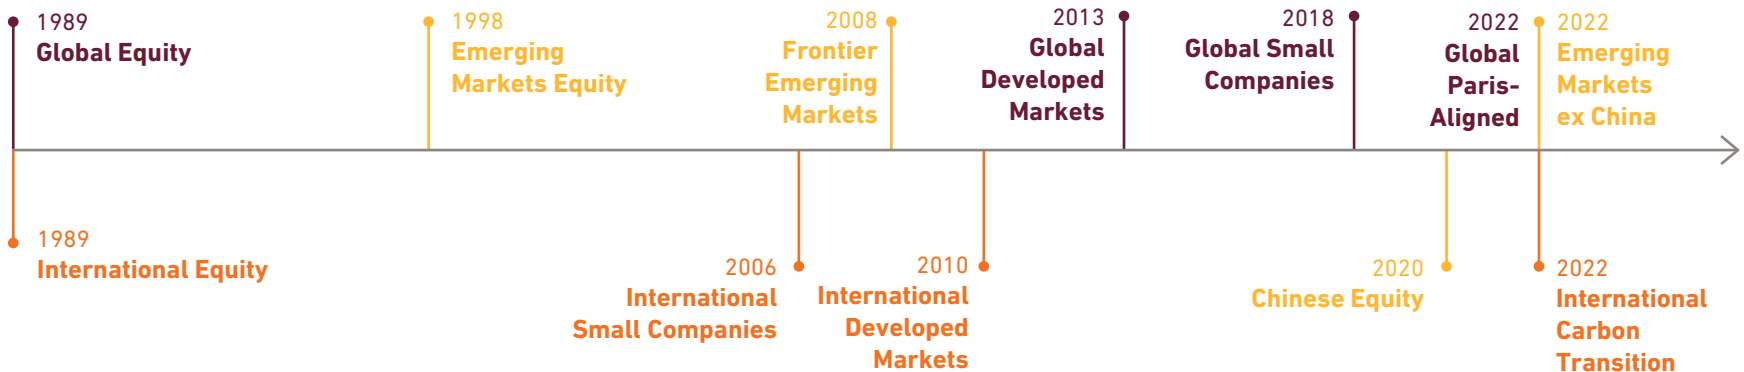 1989
Global Equity
1998
Emerging
Markets Equity
2008
Frontier
Emerging
Markets
2013
Global
Developed
Markets
2018
Global Small
Companies
2022
Global
Paris-
Aligned
2022
Emerging
Markets
ex China
1989
International Equity
2006
International
Small Companies
2010
International
Developed
Markets
2020
Chinese Equity
2022
International
Carbon
Transition